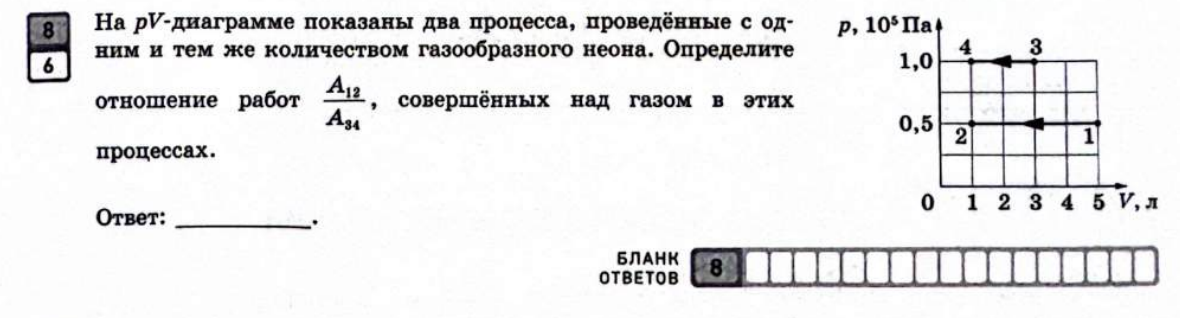 8
6
На pV-диаграмме показаны два процесса, проведённые с од-
ним и тем же количеством газообразного неона. Определите
отношение работ A₁₂/A₃₄, совершённых над газом в этих
процессах.
Ответ: ____________.
p, 10⁵ Па
4 3
1,0
0,5
2 1
0 1 2 3 4 5 V, л
БЛАНК
ОТВЕТОВ
8